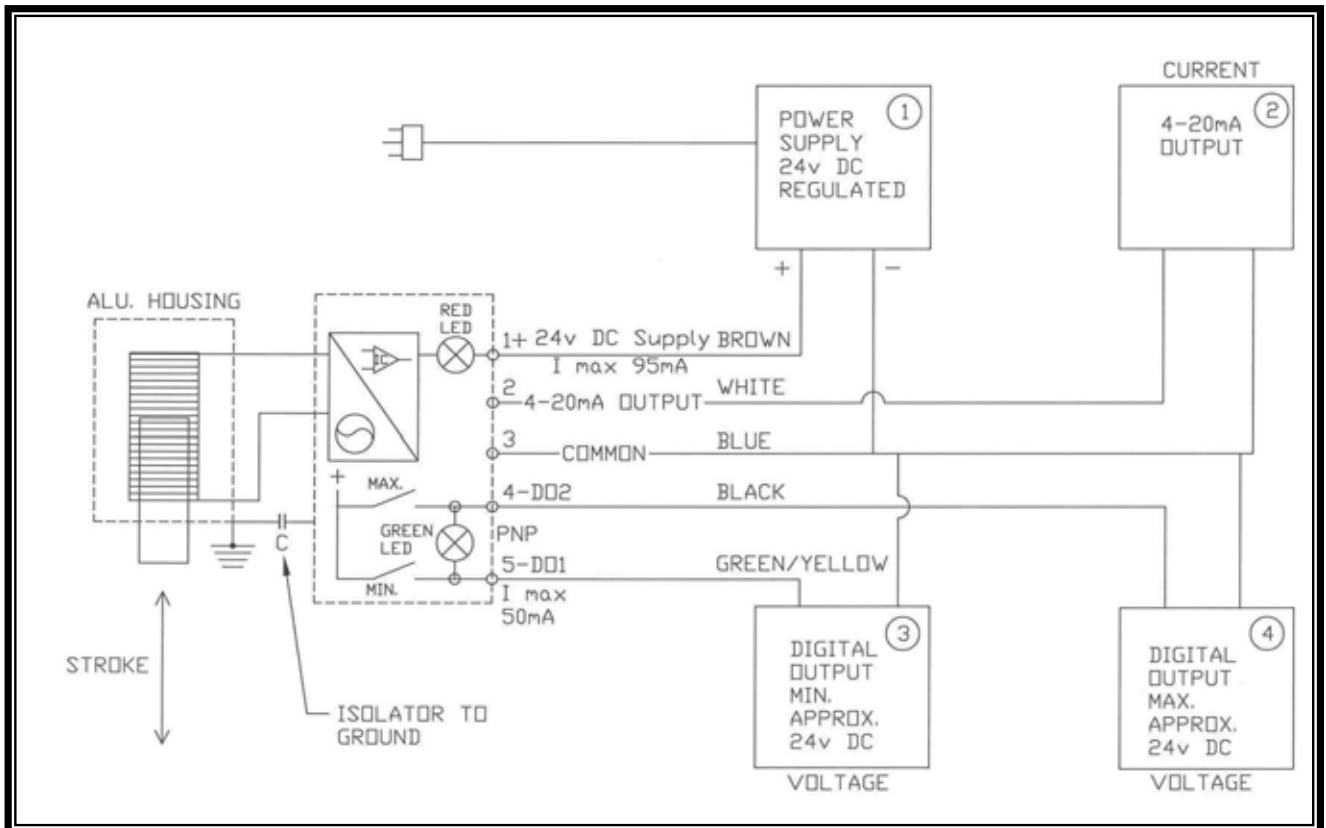 CURRENT
POWER
SUPPLY
24v DC
REGULATED
1
4-20mA
OUTPUT
2
+
-
ALU. HOUSING
RED
LED
IC
1+ 24v DC Supply BROWN
I max 95mA
2
4-20mA OUTPUT
WHITE
3
COMMON
BLUE
+
MAX.
4-DO2
BLACK
GREEN
LED
PNP
C
5-DO1
GREEN/YELLOW
MIN.
I max
50mA
STROKE
ISOLATOR TO
GROUND
DIGITAL
OUTPUT
MIN.
APPROX.
24v DC
3
VOLTAGE
DIGITAL
OUTPUT
MAX.
APPROX.
24v DC
4
VOLTAGE